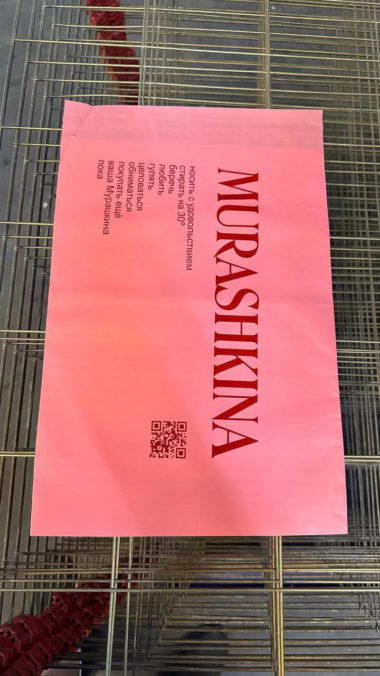 MURASHKINA
носить с удовольствием
стирать на 30°
беречь
любить
гулять
целоваться
обниматься
покупать ещё
ваша Мурашкина
пока